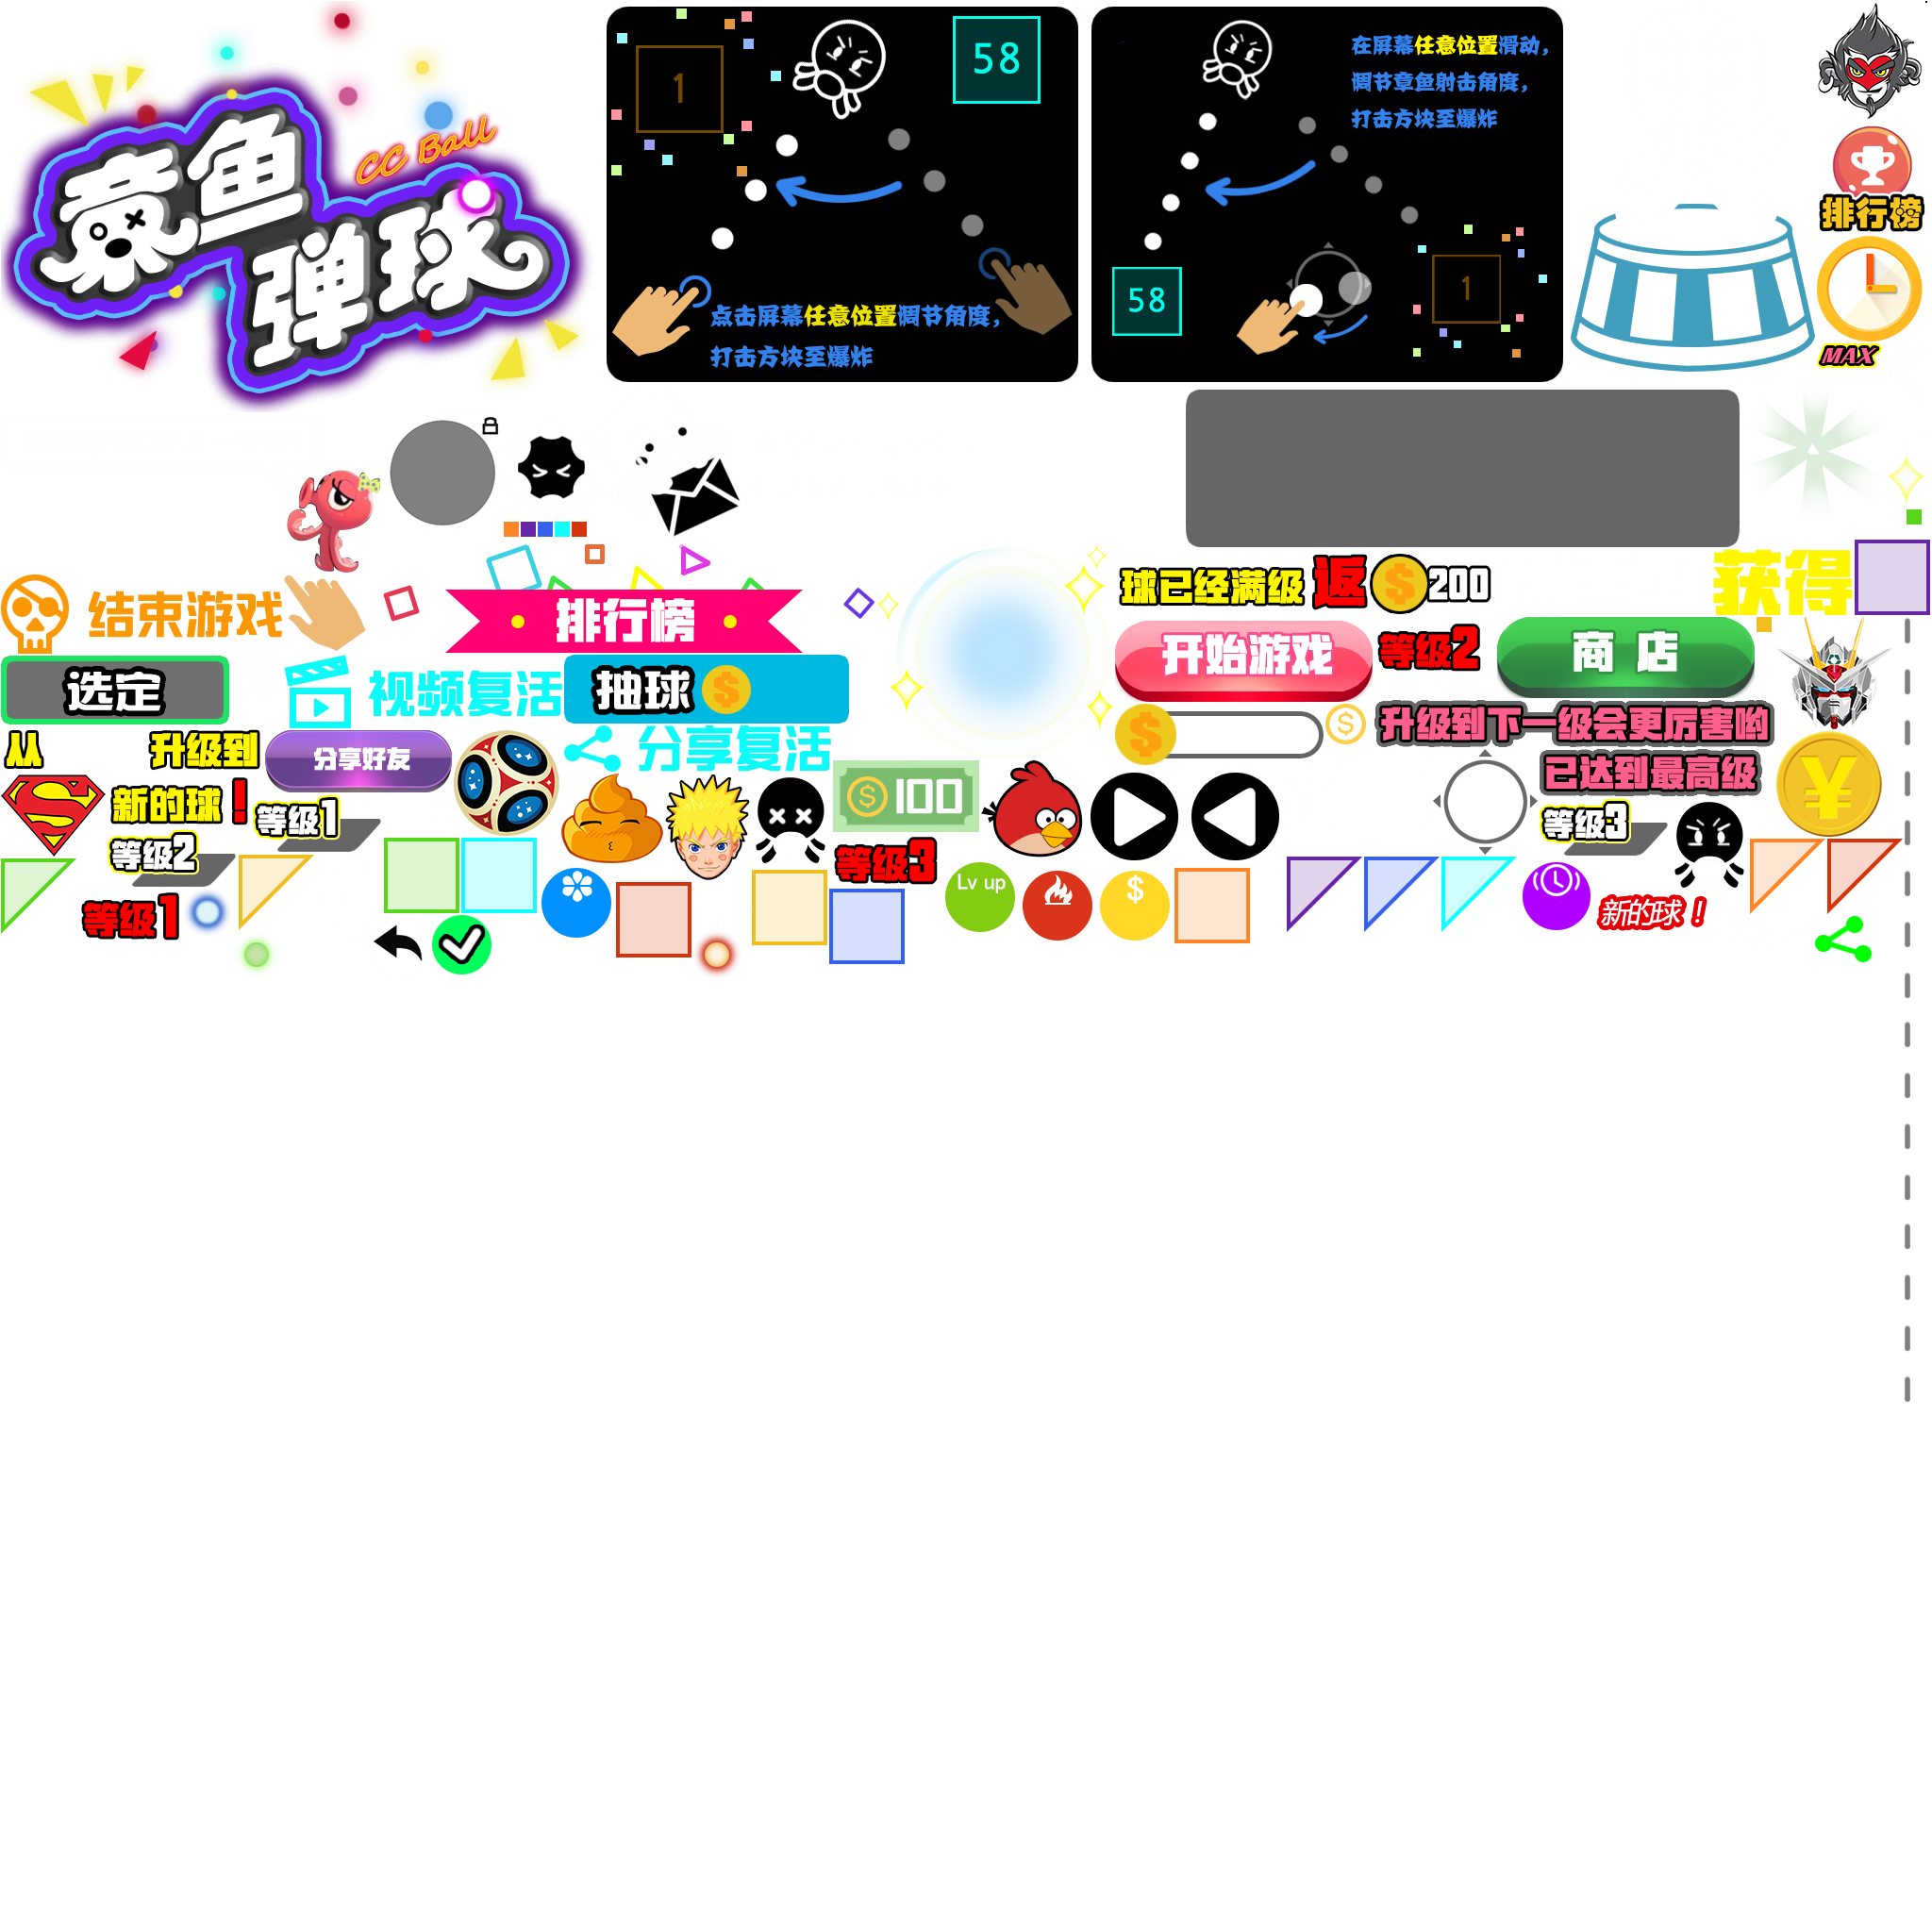 章鱼
弹球
CC Ball
1
58
点击屏幕任意位置调节角度，
打击方块至爆炸
在屏幕任意位置滑动，
调节章鱼射击角度，
打击方块至爆炸
58
1
排行榜
MAX
结束游戏
排行榜
球已经满级 返 $ 200
获得
选定
视频复活
抽球 $
开始游戏
等级2
商 店
从 升级到
分享好友
分享复活
$
$
升级到下一级会更厉害哟
已达到最高级
¥
S
新的球！
等级1
$ 100
等级3
等级2
等级3
Lv up
$
等级1
新的球！